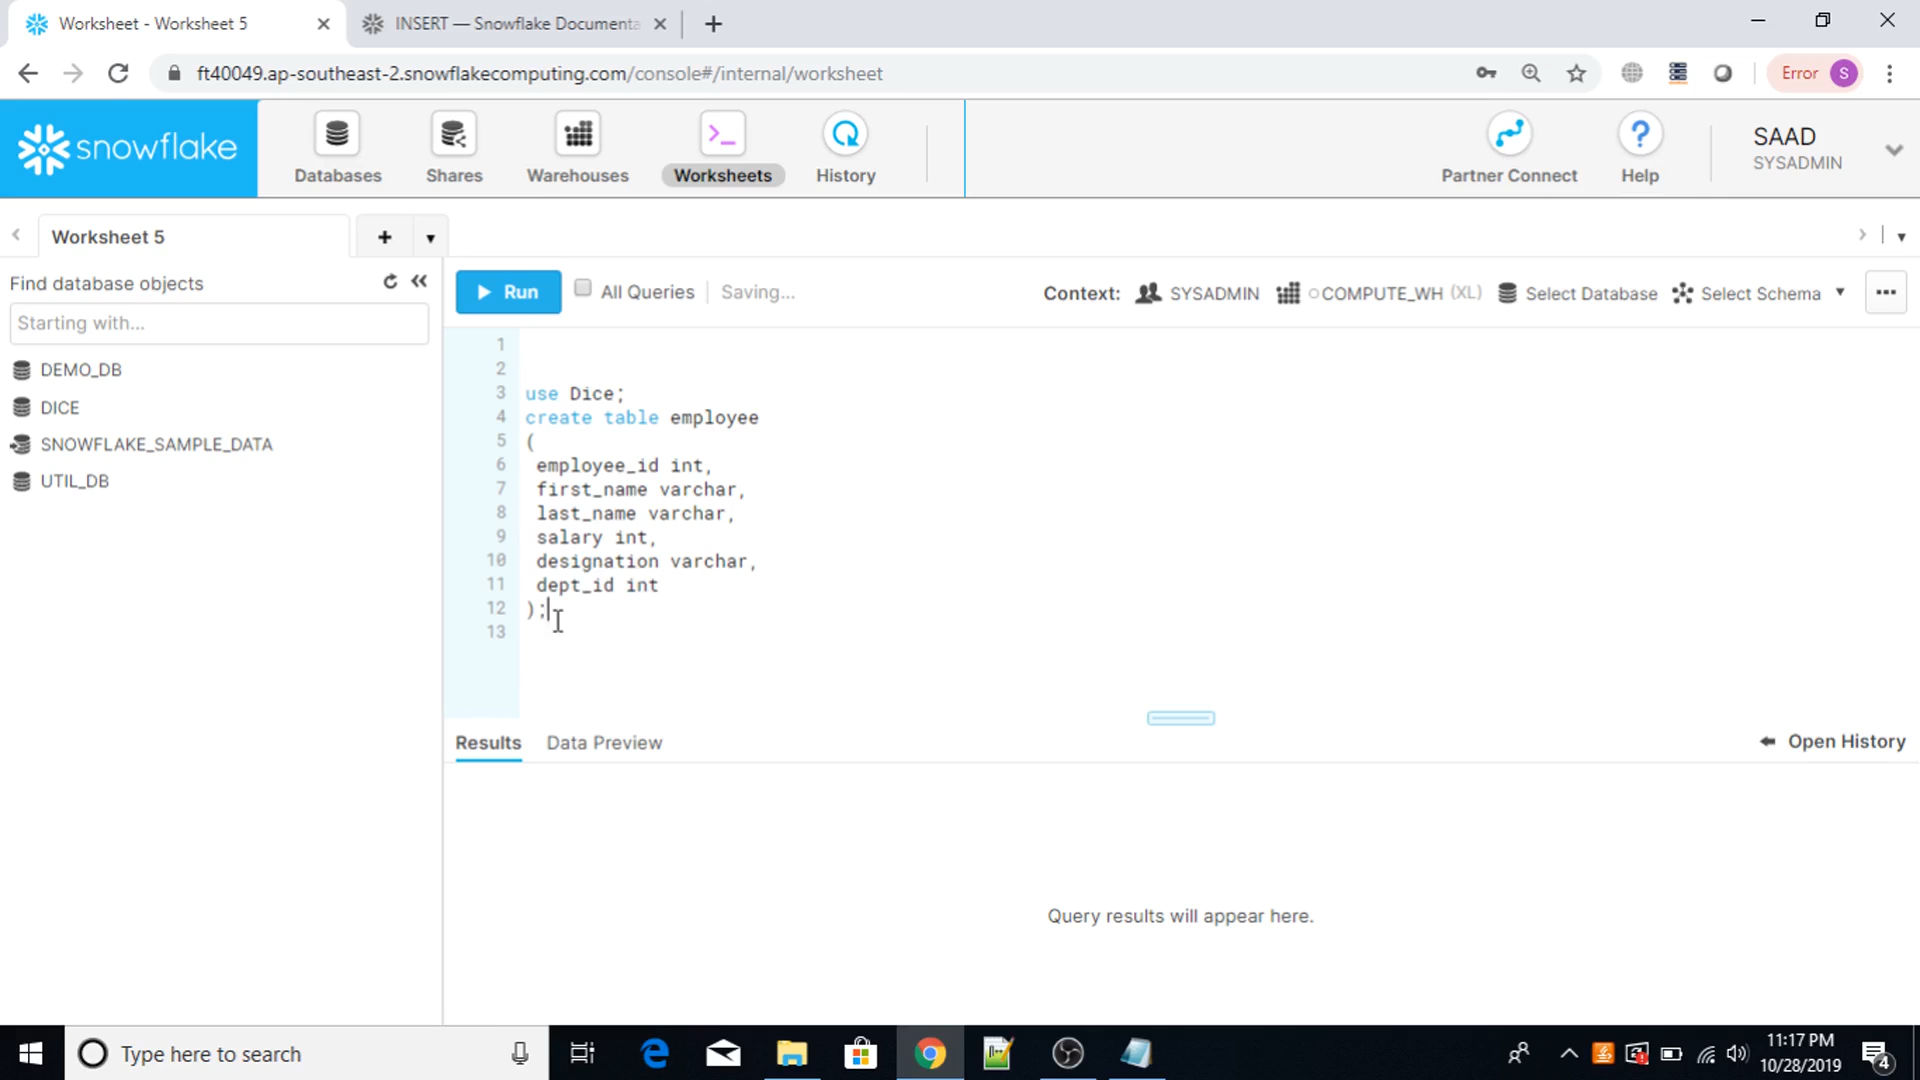 Worksheet - Worksheet 5
INSERT — Snowflake Documenta
ft40049.ap-southeast-2.snowflakecomputing.com/console#/internal/worksheet
Error S
snowflake
Databases
Shares
Warehouses
Worksheets
History
Partner Connect
Help
SAAD
SYSADMIN
Worksheet 5
Find database objects
Starting with...
DEMO_DB
DICE
SNOWFLAKE_SAMPLE_DATA
UTIL_DB
Run
All Queries
Saving...
Context: SYSADMIN COMPUTE_WH (XL) Select Database Select Schema
1
2
3 use Dice;
4 create table employee
5 (
6 employee_id int,
7 first_name varchar,
8 last_name varchar,
9 salary int,
10 designation varchar,
11 dept_id int
12 );
13
Results Data Preview
Open History
Query results will appear here.
Type here to search
11:17 PM
10/28/2019
4